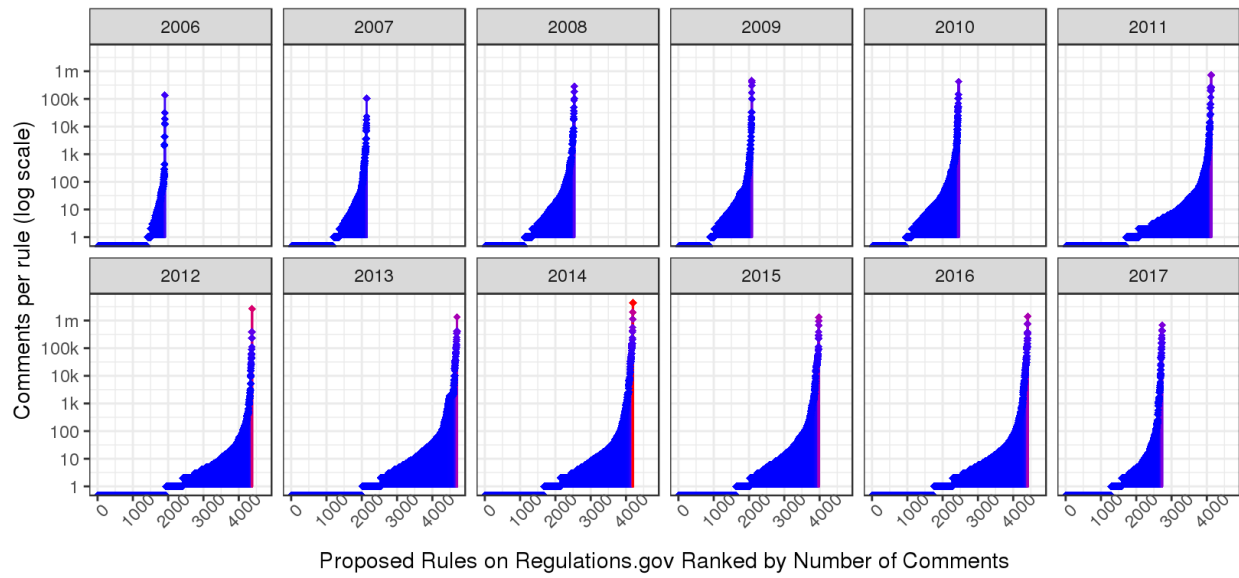 2006 2007 2008 2009 2010 2011
1m
100k
10k
1k
100
10
1
2012 2013 2014 2015 2016 2017
1m
100k
10k
1k
100
10
1
0 1000 2000 3000 4000 0 1000 2000 3000 4000 0 1000 2000 3000 4000 0 1000 2000 3000 4000 0 1000 2000 3000 4000 0 1000 2000 3000 4000
Comments per rule (log scale)
Proposed Rules on Regulations.gov Ranked by Number of Comments